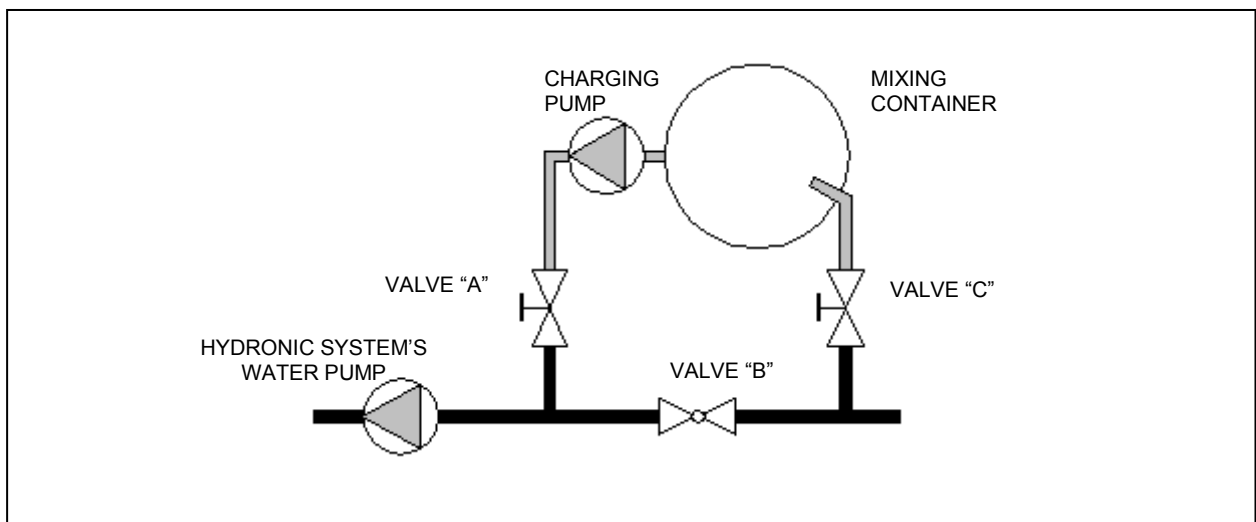 CHARGING
PUMP
MIXING
CONTAINER
VALVE “A”
VALVE “C”
HYDRONIC SYSTEM’S
WATER PUMP
VALVE “B”